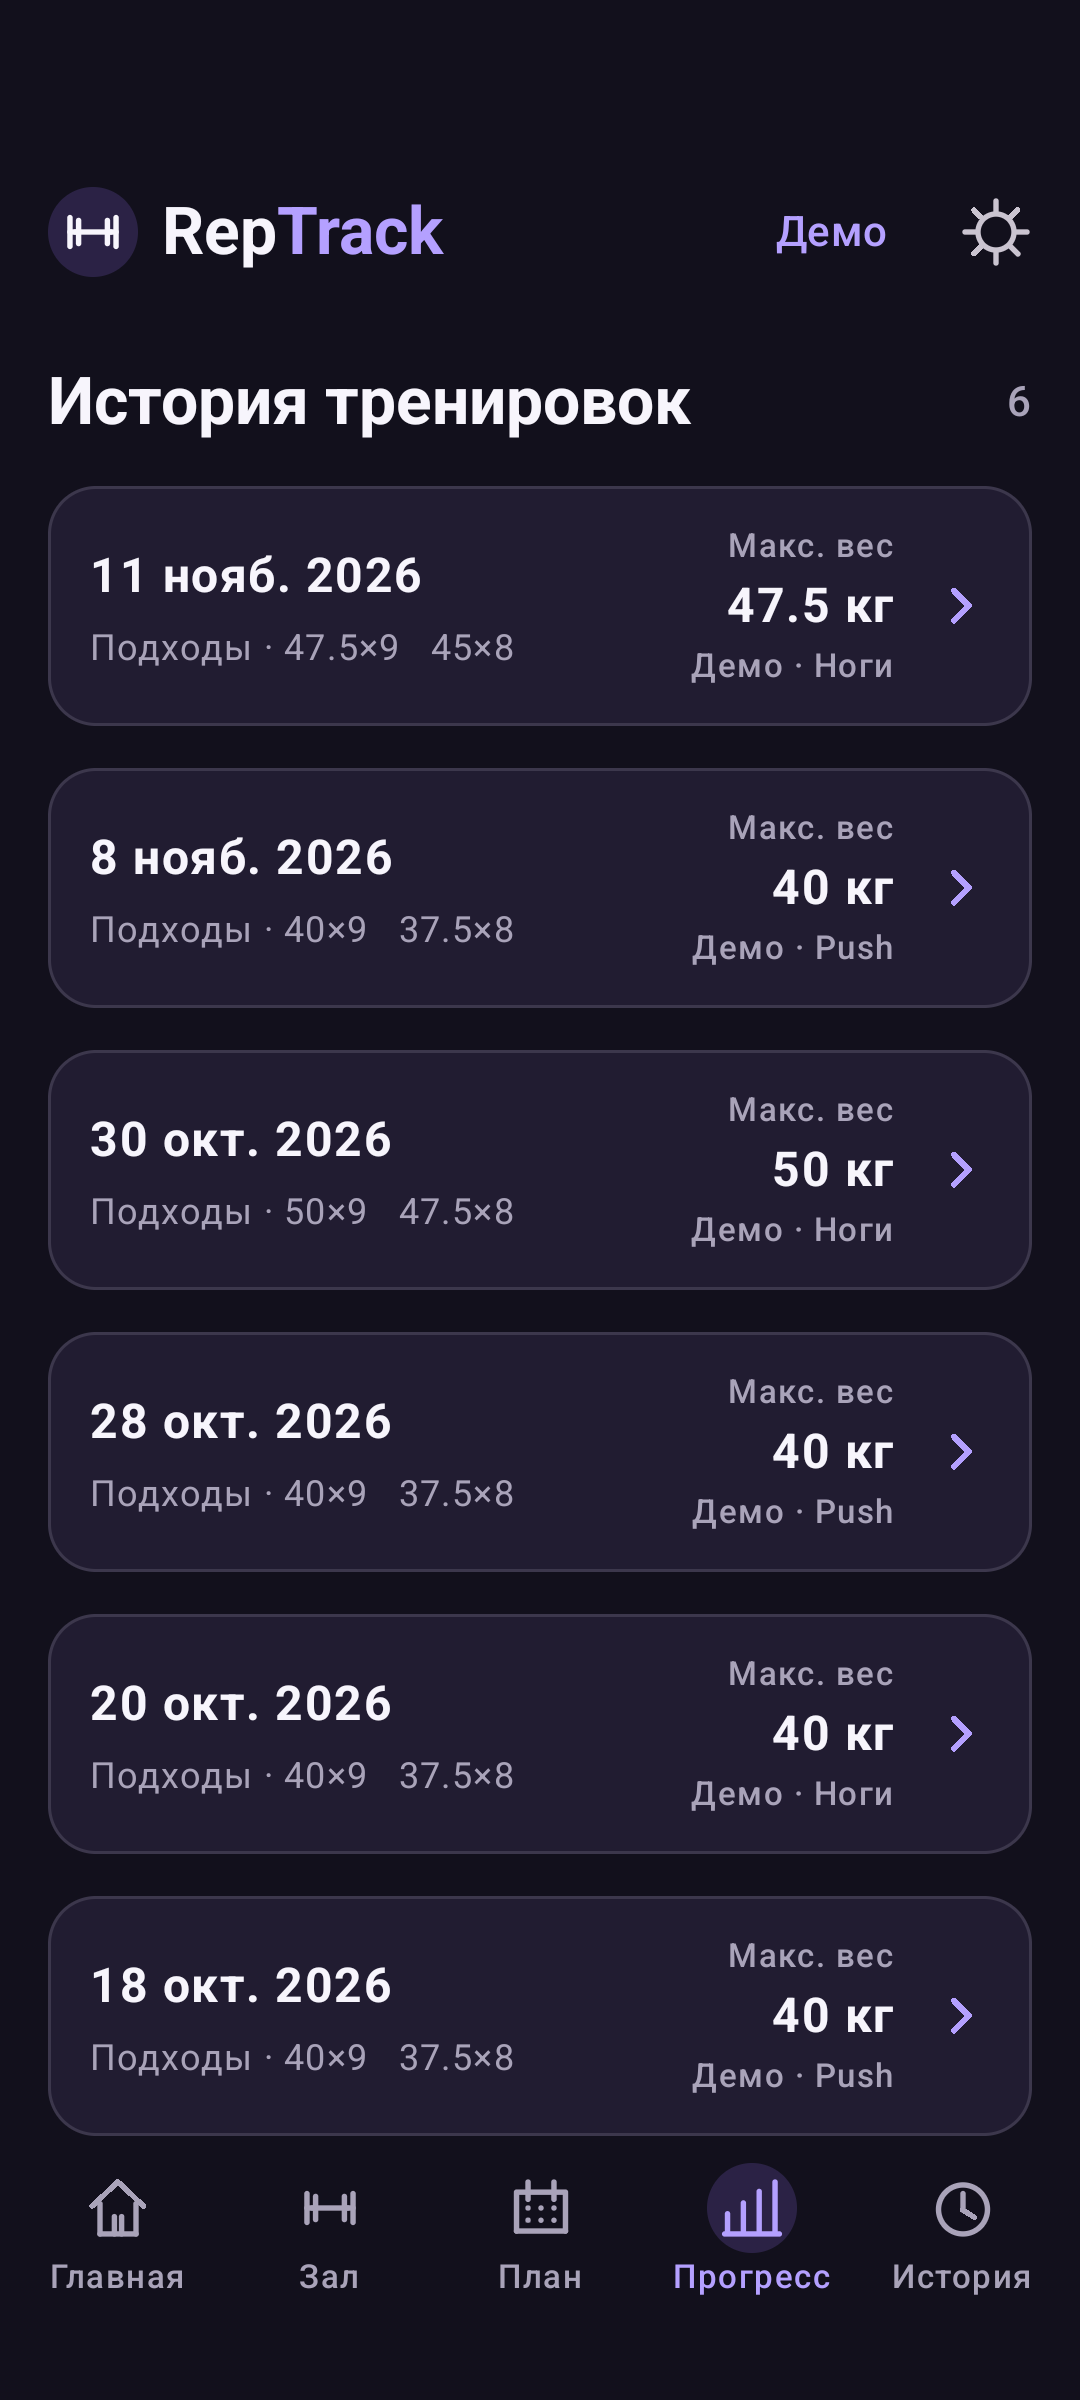 RepTrack
Демо
История тренировок
6
11 нояб. 2026
Подходы · 47.5×9 45×8
Макс. вес
47.5 кг
Демо · Ноги
8 нояб. 2026
Подходы · 40×9 37.5×8
Макс. вес
40 кг
Демо · Push
30 окт. 2026
Подходы · 50×9 47.5×8
Макс. вес
50 кг
Демо · Ноги
28 окт. 2026
Подходы · 40×9 37.5×8
Макс. вес
40 кг
Демо · Push
20 окт. 2026
Подходы · 40×9 37.5×8
Макс. вес
40 кг
Демо · Ноги
18 окт. 2026
Подходы · 40×9 37.5×8
Макс. вес
40 кг
Демо · Push
Главная
Зал
План
Прогресс
История